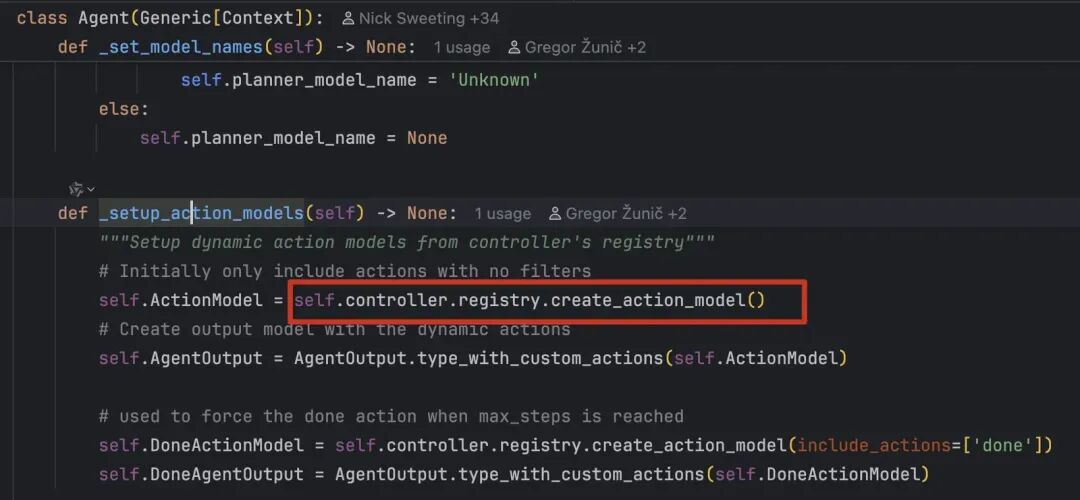 class Agent(Generic[Context]): Nick Sweeting +34
def _set_model_names(self) -> None: 1 usage Gregor Žunič +2
self.planner_model_name = 'Unknown'
else:
self.planner_model_name = None
def _setup_action_models(self) -> None: 1 usage Gregor Žunič +2
"""Setup dynamic action models from controller's registry"""
# Initially only include actions with no filters
self.ActionModel = self.controller.registry.create_action_model()
# Create output model with the dynamic actions
self.AgentOutput = AgentOutput.type_with_custom_actions(self.ActionModel)
# used to force the done action when max_steps is reached
self.DoneActionModel = self.controller.registry.create_action_model(include_actions=['done'])
self.DoneAgentOutput = AgentOutput.type_with_custom_actions(self.DoneActionModel)